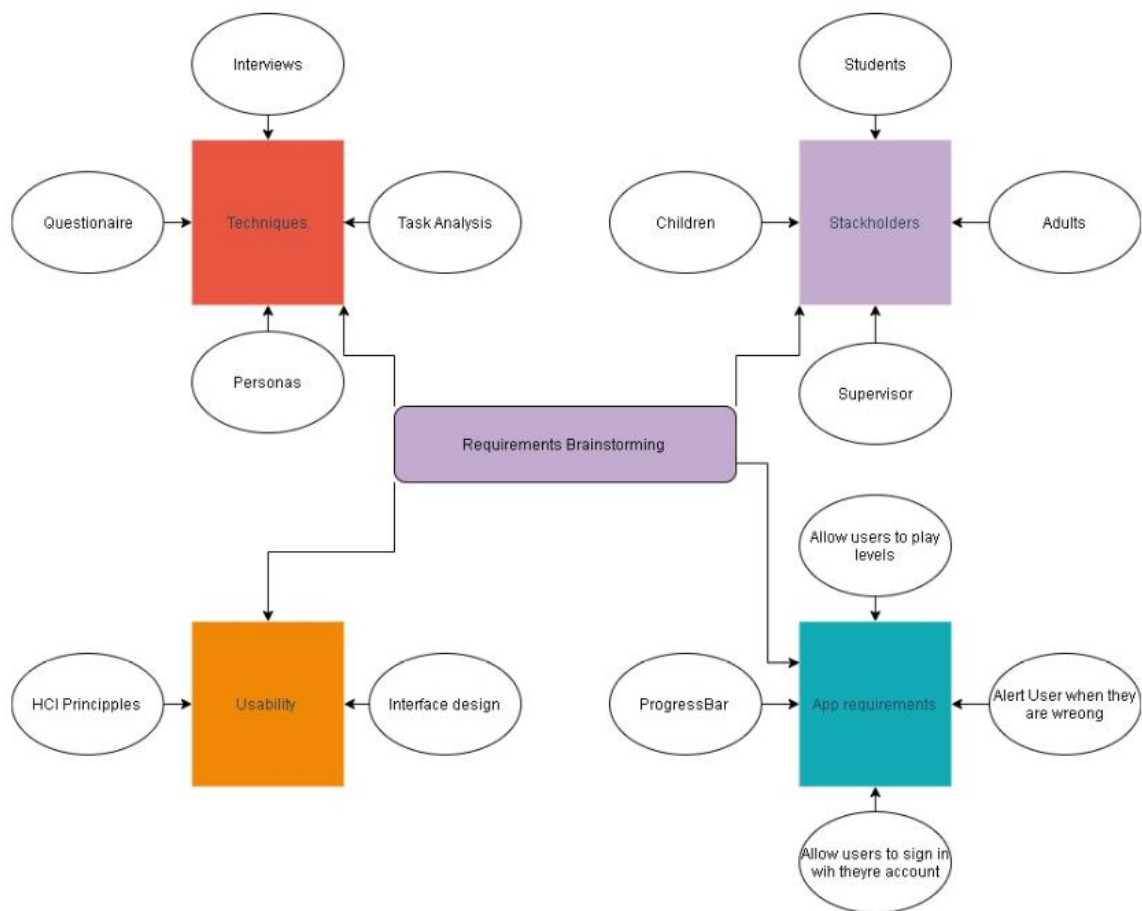 Interviews
Students
Questionaire
Techniques
Task Analysis
Children
Stackholders
Adults
Personas
Supervisor
Requirements Brainstorming
Allow users to play
levels
HCI Principples
Usability
Interface design
ProgressBar
App requirements
Alert User when they
are wreong
Allow users to sign in
wih theyre account